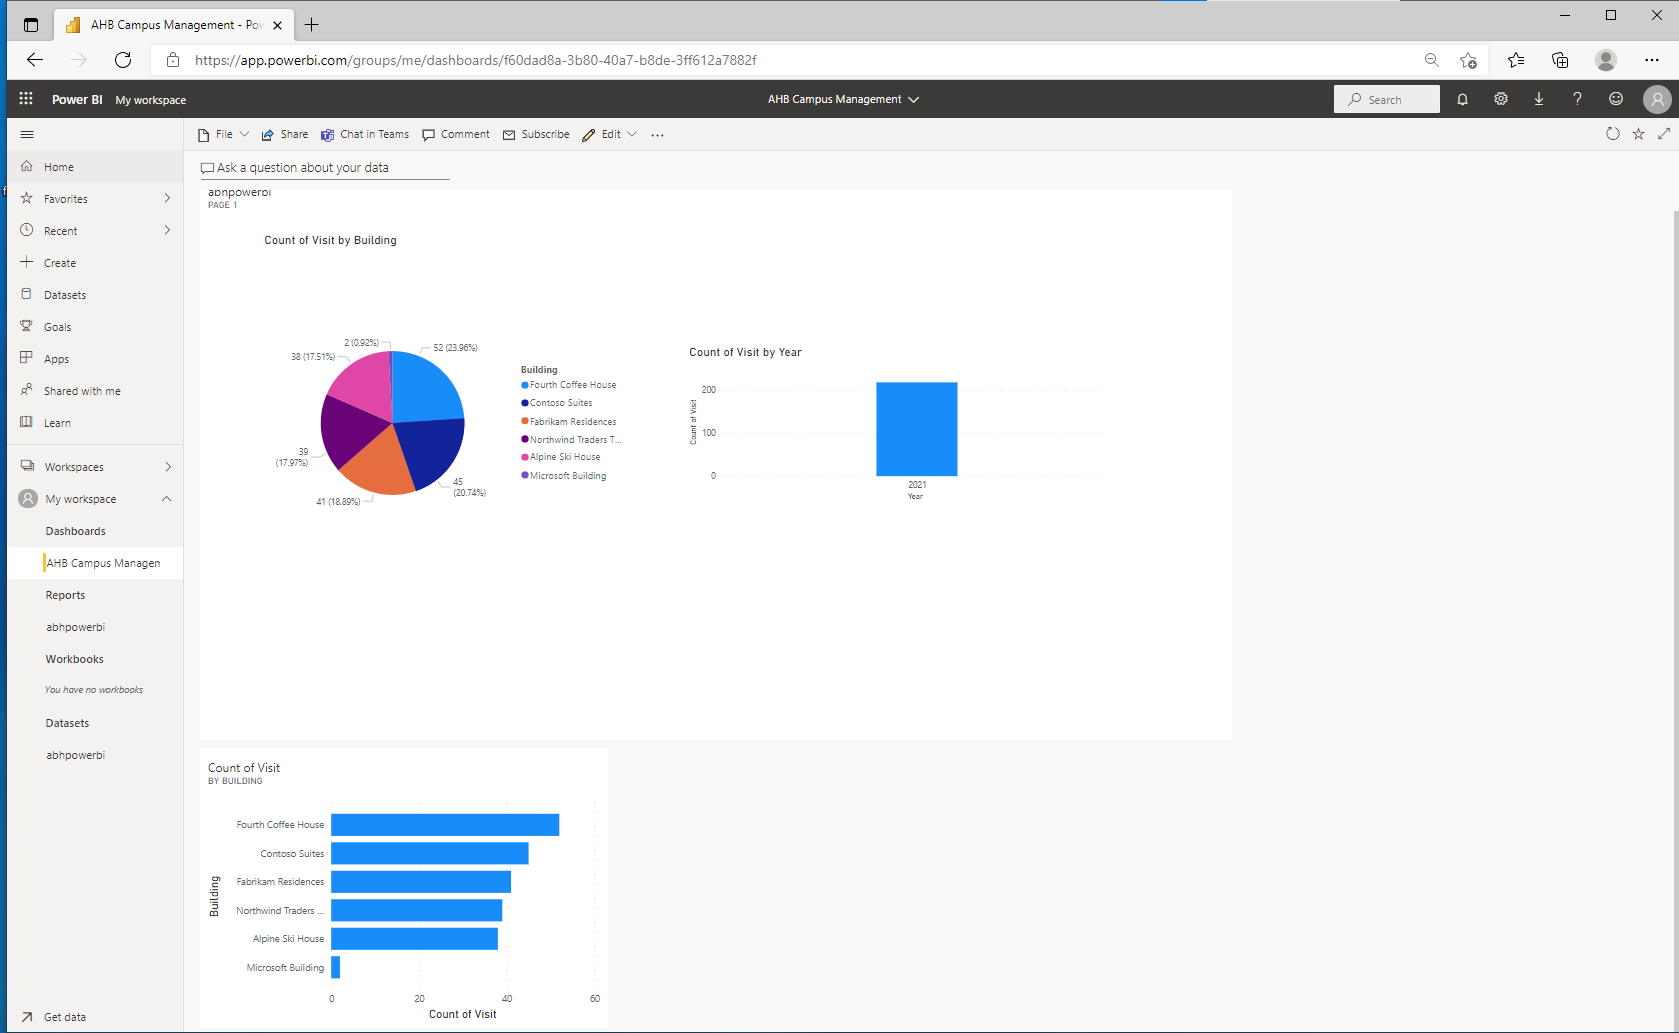 AHB Campus Management - Pov
https://app.powerbi.com/groups/me/dashboards/f60dad8a-3b80-40a7-b8de-3ff612a7882f
Power BI My workspace
AHB Campus Management
Search
File Share Chat in Teams Comment Subscribe Edit
Home
Favorites
Recent
Create
Datasets
Goals
Apps
Shared with me
Learn
Workspaces
My workspace
Dashboards
AHB Campus Managen
Reports
abhpowerbi
Workbooks
You have no workbooks
Datasets
abhpowerbi
Get data
Ask a question about your data
abhpowerbi
PAGE 1
Count of Visit by Building
2 (0.92%)
52 (23.96%)
38 (17.51%)
39
(17.97%)
45
(20.74%)
41 (18.89%)
Building
Fourth Coffee House
Contoso Suites
Fabrikam Residences
Northwind Traders T...
Alpine Ski House
Microsoft Building
Count of Visit by Year
Count of Visit
200
100
0
2021
Year
Count of Visit
BY BUILDING
Building
Fourth Coffee House
Contoso Suites
Fabrikam Residences
Northwind Traders ...
Alpine Ski House
Microsoft Building
0 20 40 60
Count of Visit